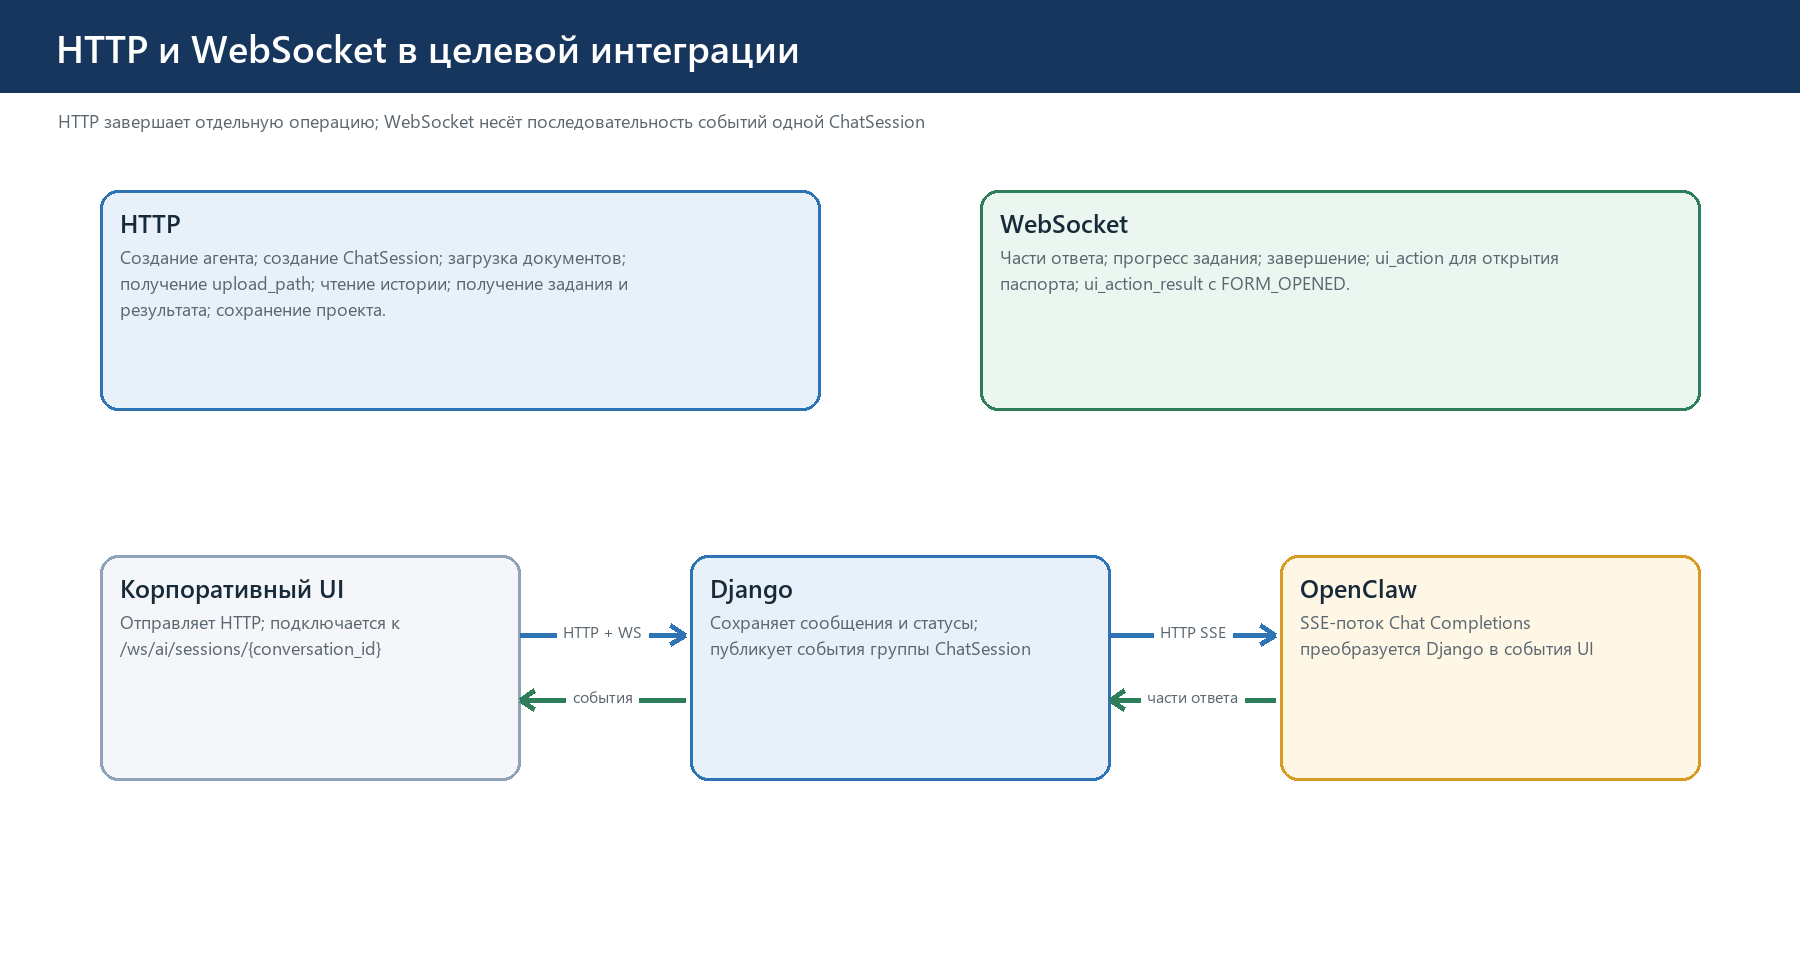 HTTP и WebSocket в целевой интеграции
HTTP завершает отдельную операцию; WebSocket несёт последовательность событий одной ChatSession
HTTP
Создание агента; создание ChatSession; загрузка документов;
получение upload_path; чтение истории; получение задания и
результата; сохранение проекта.
WebSocket
Части ответа; прогресс задания; завершение; ui_action для открытия
паспорта; ui_action_result с FORM_OPENED.
Корпоративный UI
Отправляет HTTP; подключается к
/ws/ai/sessions/{conversation_id}
HTTP + WS
события
Django
Сохраняет сообщения и статусы;
публикует события группы ChatSession
HTTP SSE
части ответа
OpenClaw
SSE-поток Chat Completions
преобразуется Django в события UI